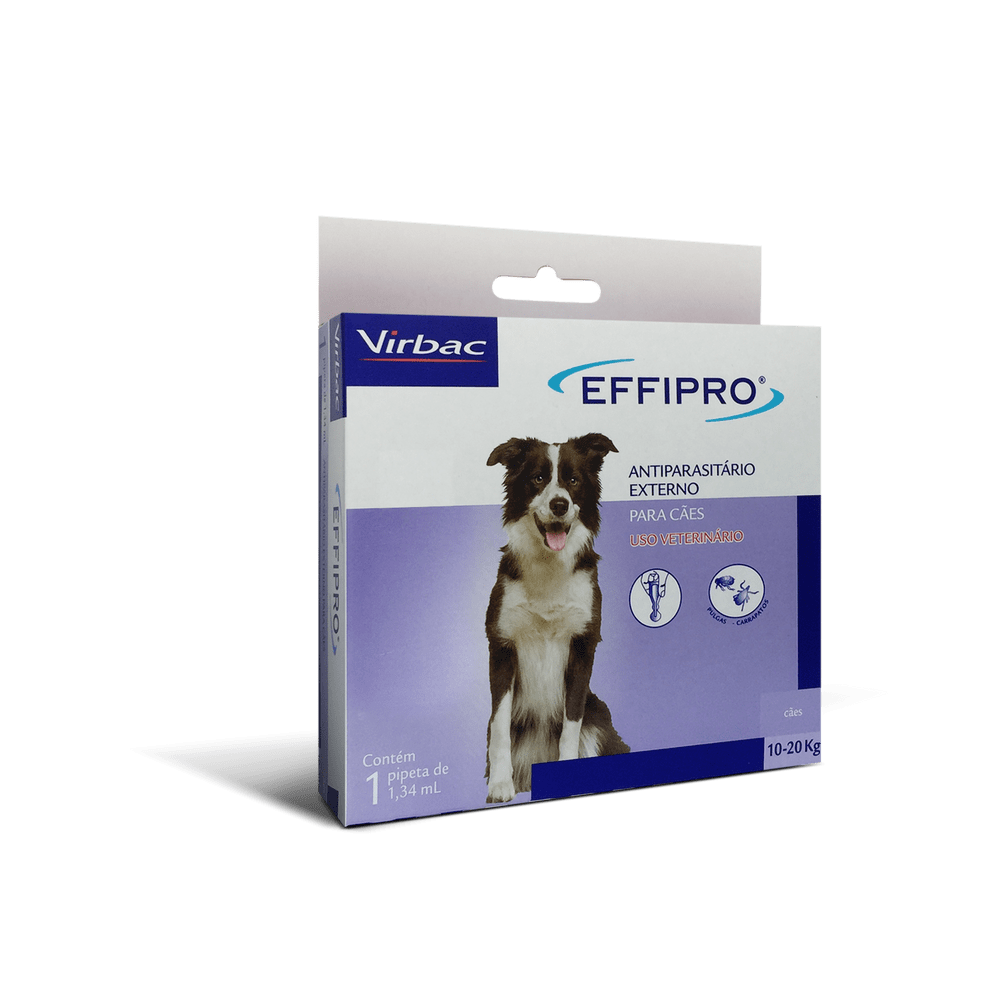 Virbac
EFFIPRO®
ANTIPARASITÁRIO
EXTERNO
PARA CÃES
USO VETERINÁRIO
PULGAS - CARRAPATOS
cães
10-20 Kg
Contém
1 pipeta de
1,34 mL
Virbac
EFFIPRO®